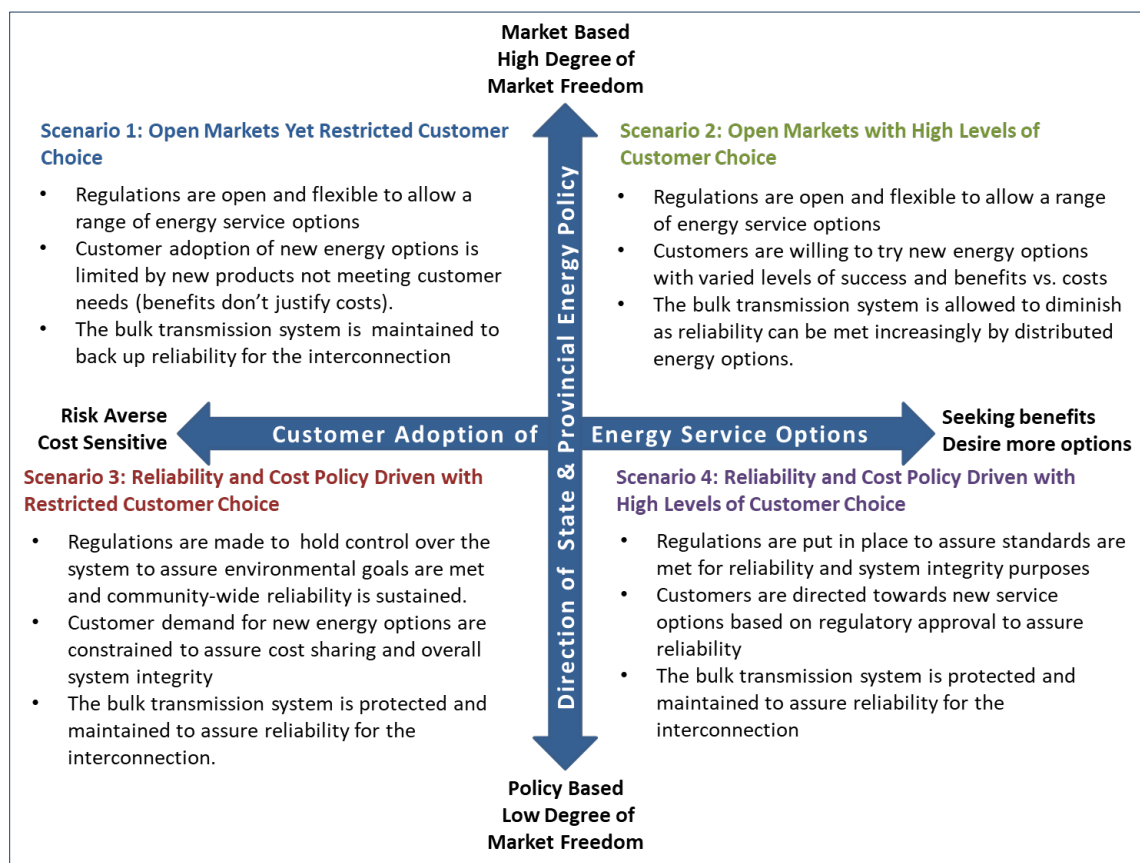 Market Based
High Degree of
Market Freedom
Scenario 1: Open Markets Yet Restricted Customer
Choice
• Regulations are open and flexible to allow a
range of energy service options
• Customer adoption of new energy options is
limited by new products not meeting customer
needs (benefits don’t justify costs).
• The bulk transmission system is maintained to
back up reliability for the interconnection
Scenario 2: Open Markets with High Levels of
Customer Choice
• Regulations are open and flexible to allow a range
of energy service options
• Customers are willing to try new energy options
with varied levels of success and benefits vs. costs
• The bulk transmission system is allowed to diminish
as reliability can be met increasingly by distributed
energy options.
Direction of State & Provincial Energy Policy
Risk Averse
Cost Sensitive
Customer Adoption of Energy Service Options
Seeking benefits
Desire more options
Scenario 3: Reliability and Cost Policy Driven with
Restricted Customer Choice
• Regulations are made to hold control over the
system to assure environmental goals are met
and community-wide reliability is sustained.
• Customer demand for new energy options are
constrained to assure cost sharing and overall
system integrity
• The bulk transmission system is protected and
maintained to assure reliability for the
interconnection.
Scenario 4: Reliability and Cost Policy Driven with
High Levels of Customer Choice
• Regulations are put in place to assure standards are
met for reliability and system integrity purposes
• Customers are directed towards new service
options based on regulatory approval to assure
reliability
• The bulk transmission system is protected and
maintained to assure reliability for the
interconnection
Policy Based
Low Degree of
Market Freedom